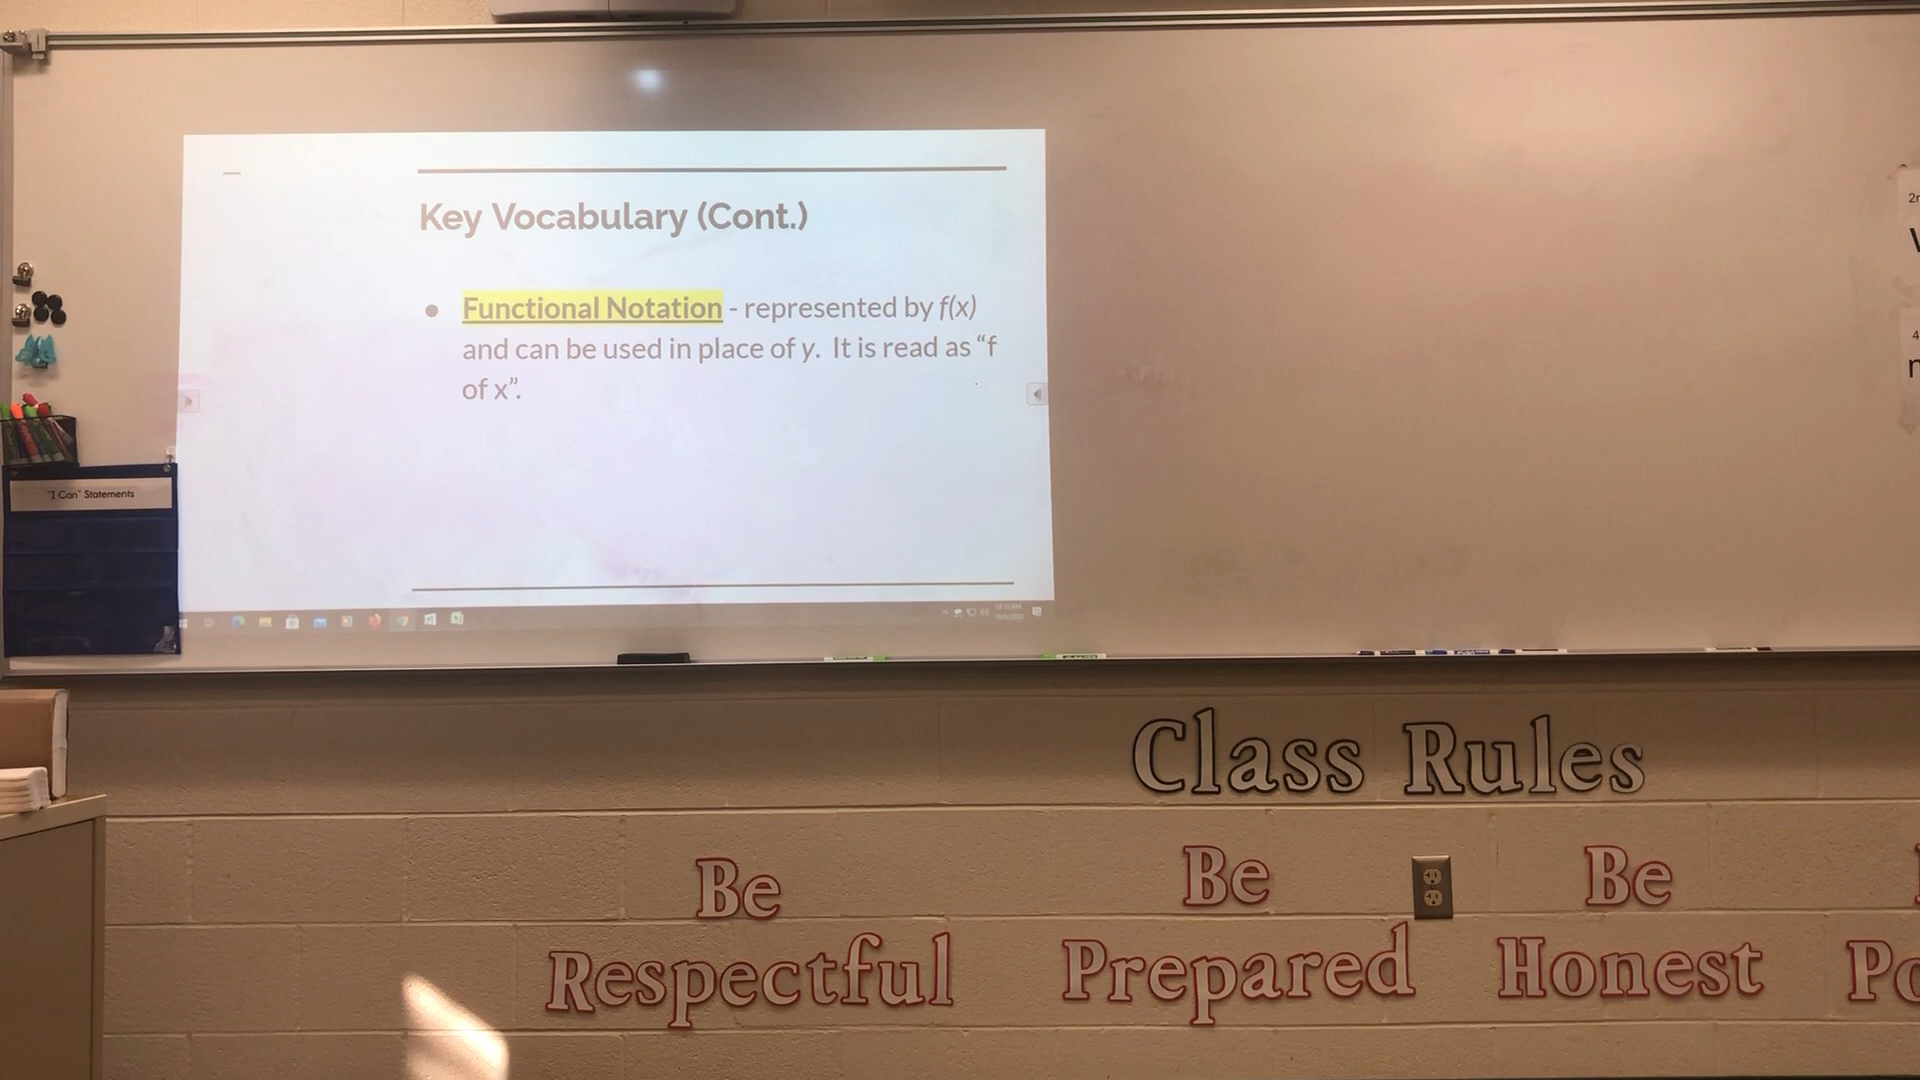 Key Vocabulary (Cont.)
● Functional Notation - represented by f(x)
and can be used in place of y. It is read as “f
of x”.
"I Can" Statements
Class Rules
Be
Respectful
Be
Prepared
Be
Honest